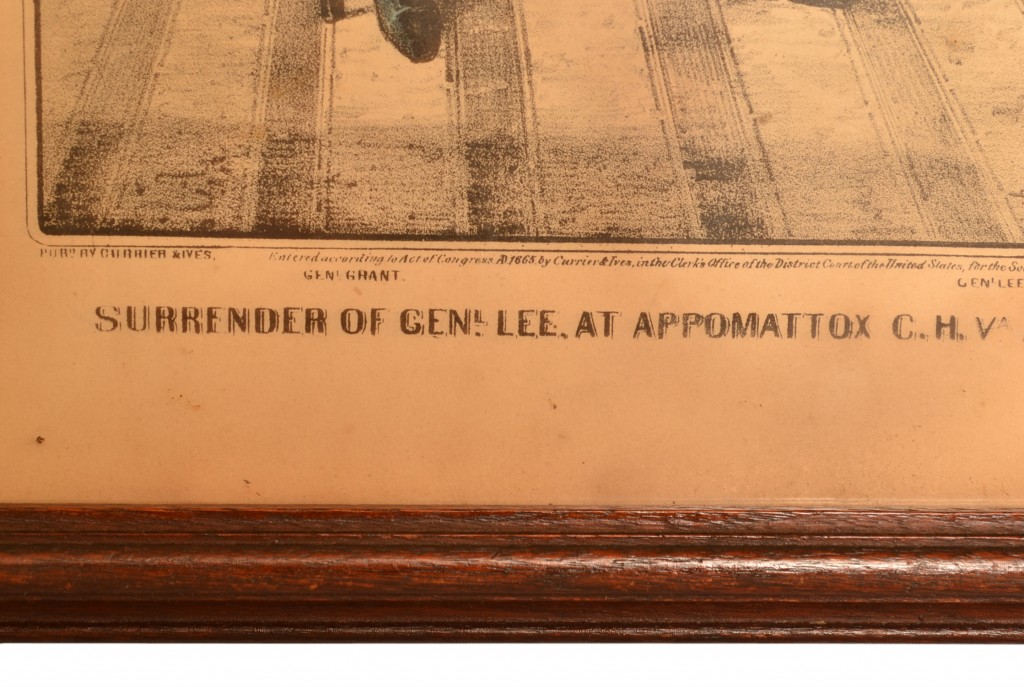 PUBD BY CURRIER & IVES. Entered according to Act of Congress AD. 1865 by Currier & Ives, in the Clerk's Office of the District Court of the United States, for the
GENL GRANT. GENL LEE
SURRENDER OF GENL LEE, AT APPOMATTOX C.H. VA